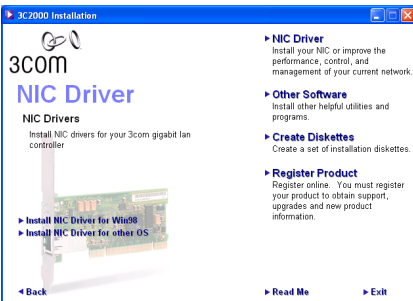 3C2000 Installation
3com
NIC Driver
NIC Drivers
Install NIC drivers for your 3com gigabit lan
controller
Install NIC Driver for Win98
Install NIC Driver for other OS
Back
NIC Driver
Install your NIC or improve the
performance, control, and
management of your current network.
Other Software
Install other helpful utilities and
programs.
Create Diskettes
Create a set of installation diskettes.
Register Product
Register online. You must register
your product to obtain support,
upgrades and new product
information.
Read Me
Exit